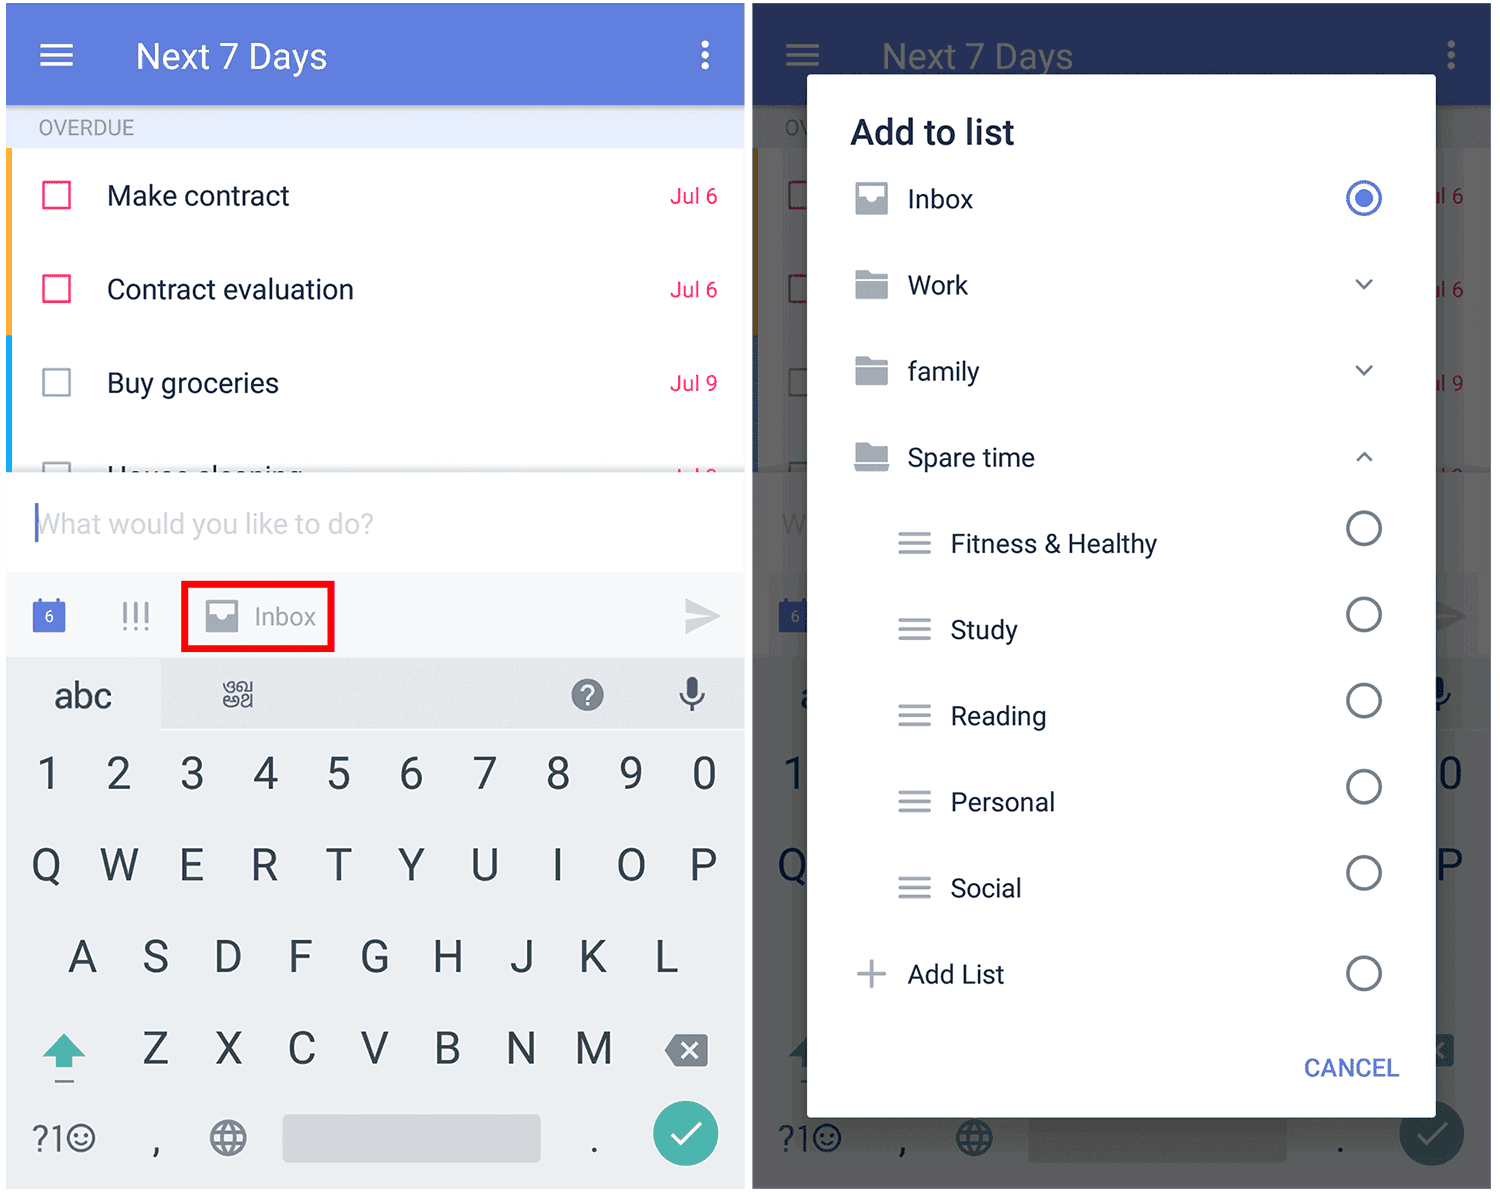 Next 7 Days
OVERDUE
Make contract Jul 6
Contract evaluation Jul 6
Buy groceries Jul 9
What would you like to do?
6 !!! Inbox
abc
1 2 3 4 5 6 7 8 9 0
Q W E R T Y U I O P
A S D F G H J K L
Z X C V B N M
?1☺ , .
Next 7 Days
Add to list
Inbox
Work
family
Spare time
Fitness & Healthy
Study
Reading
Personal
Social
Add List
CANCEL